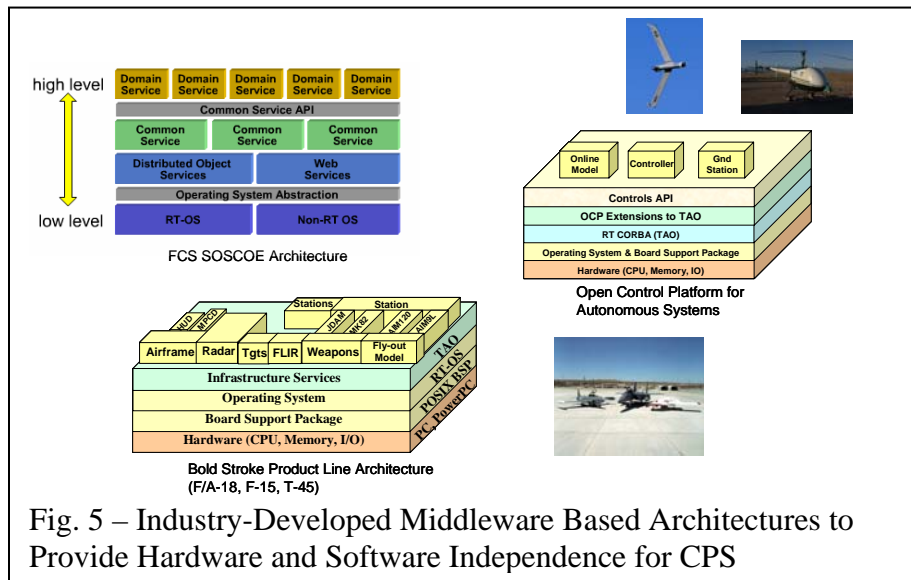 high level
low level
Domain Service
Domain Service
Domain Service
Domain Service
Domain Service
Common Service API
Common Service
Common Service
Common Service
Distributed Object Services
Web Services
Operating System Abstraction
RT-OS
Non-RT OS
FCS SOSCOE Architecture
Online Model
Controller
Gnd Station
Controls API
OCP Extensions to TAO
RT CORBA (TAO)
Operating System & Board Support Package
Hardware (CPU, Memory, IO)
Open Control Platform for
Autonomous Systems
HUD
MPCD
Stations
Station
JDAM
MK82
AIM120
AIM9L
Airframe
Radar
Tgts
FLIR
Weapons
Fly-out Model
Infrastructure Services
TAO
Operating System
RT-OS
Board Support Package
POSIX BSP
Hardware (CPU, Memory, I/O)
PC, PowerPC
Bold Stroke Product Line Architecture
(F/A-18, F-15, T-45)
Fig. 5 – Industry-Developed Middleware Based Architectures to
Provide Hardware and Software Independence for CPS